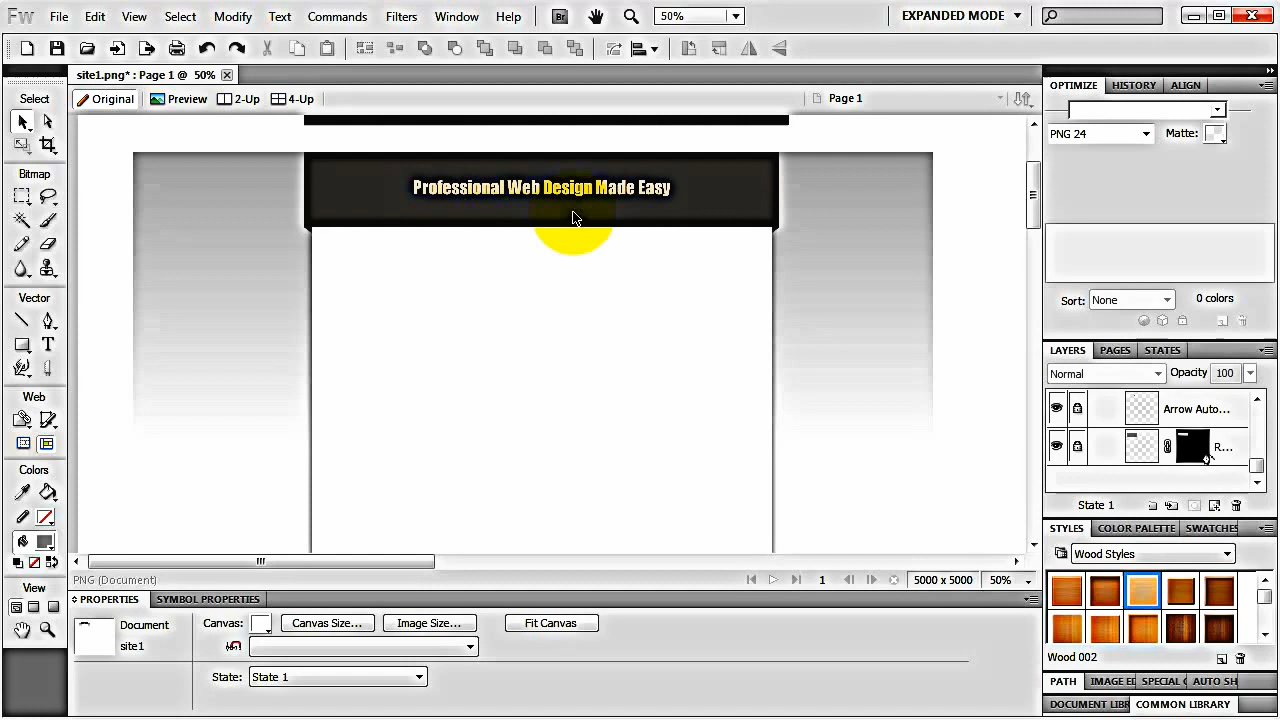 Fw File Edit View Select Modify Text Commands Filters Window Help Br 50% EXPANDED MODE
site1.png* : Page 1 @ 50%
Original Preview 2-Up 4-Up Page 1
Select
Bitmap
Vector
Web
Colors
View
Professional Web Design Made Easy
PNG (Document) 1 5000 x 5000 50%
PROPERTIES SYMBOL PROPERTIES
Document
site1
Canvas: Canvas Size... Image Size... Fit Canvas
State: State 1
OPTIMIZE HISTORY ALIGN
PNG 24 Matte:
Sort: None 0 colors
LAYERS PAGES STATES
Normal Opacity 100
Arrow Auto...
R...
State 1
STYLES COLOR PALETTE SWATCHES
Wood Styles
Wood 002
PATH IMAGE ED SPECIAL C AUTO SH
DOCUMENT LIBR COMMON LIBRARY